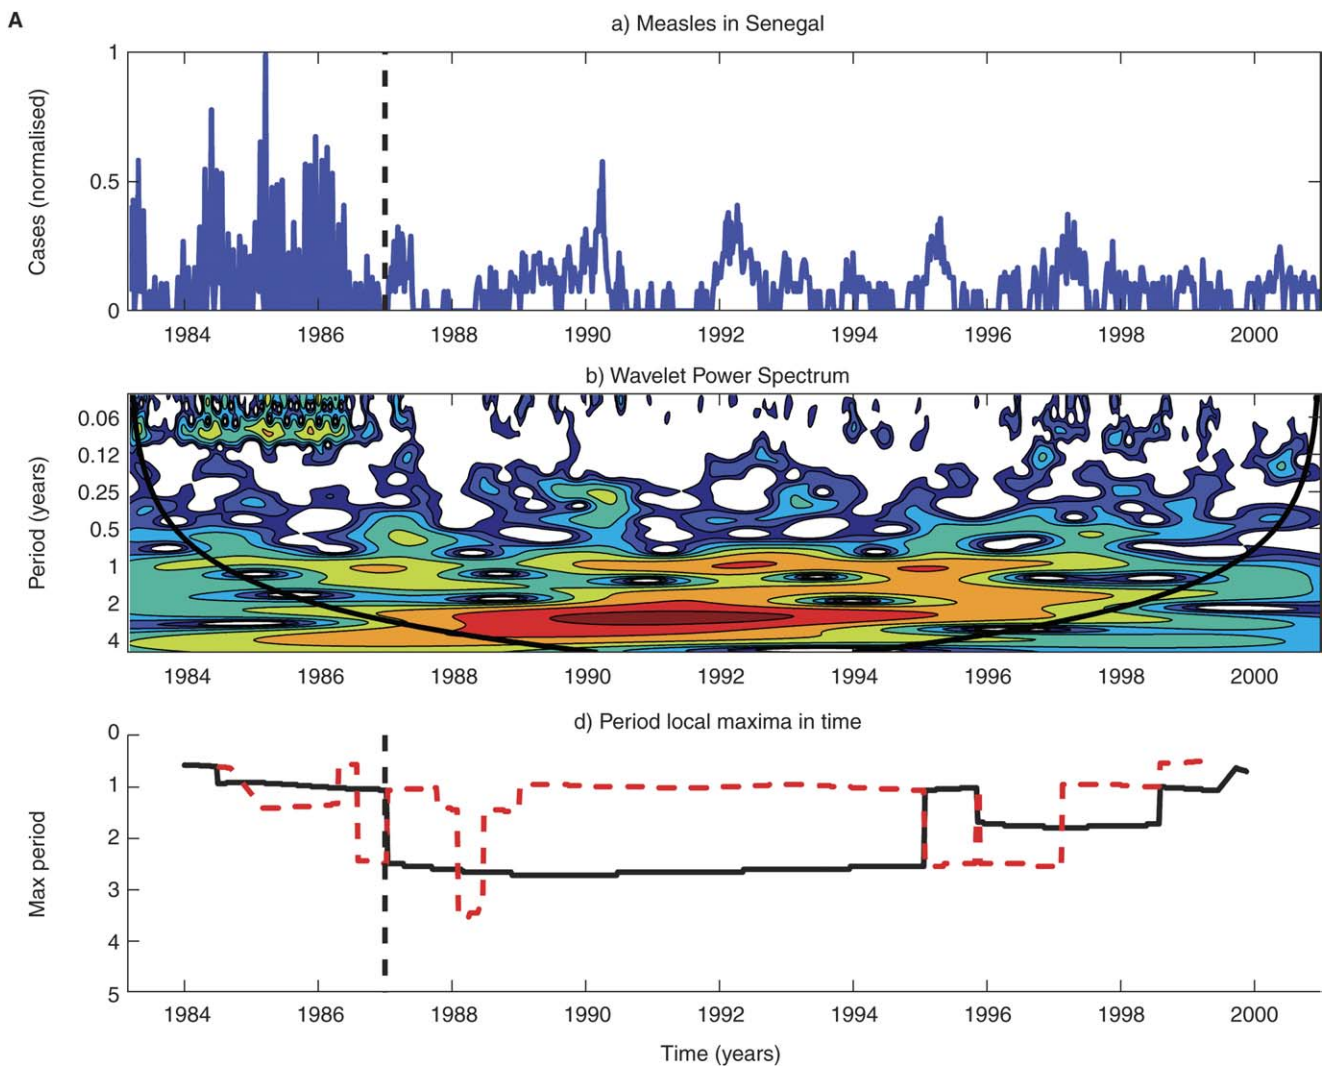 A
a) Measles in Senegal
Cases (normalised)
1
0.5
0
1984 1986 1988 1990 1992 1994 1996 1998 2000
b) Wavelet Power Spectrum
Period (years)
0.06
0.12
0.25
0.5
1
2
4
1984 1986 1988 1990 1992 1994 1996 1998 2000
d) Period local maxima in time
Max period
0
1
2
3
4
5
1984 1986 1988 1990 1992 1994 1996 1998 2000
Time (years)